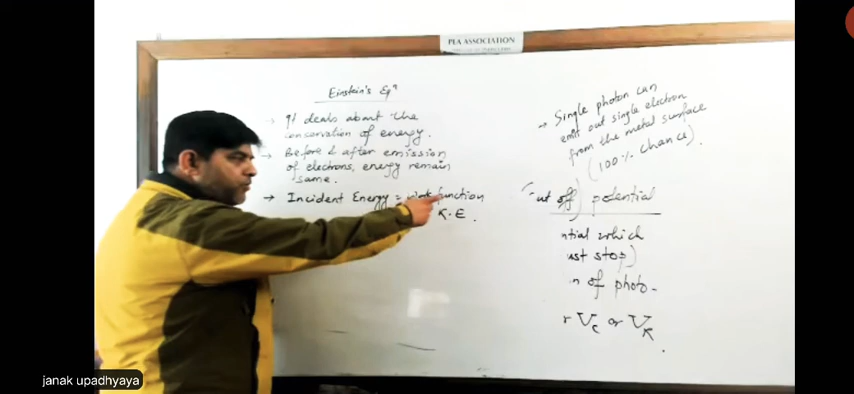 PEA ASSOCIATION
Einstein's Eqⁿ
→ It deals about the
conservation of energy.
→ Before & after emission
of electrons, energy remain
same.
→ Incident Energy = work function
K.E.
→ Single photon can
emit out single electron
from the metal surface
(100% chance).
Cut off) potential
ntial which
ust stop)
n of photo-
r Vc or VK.
janak upadhyaya